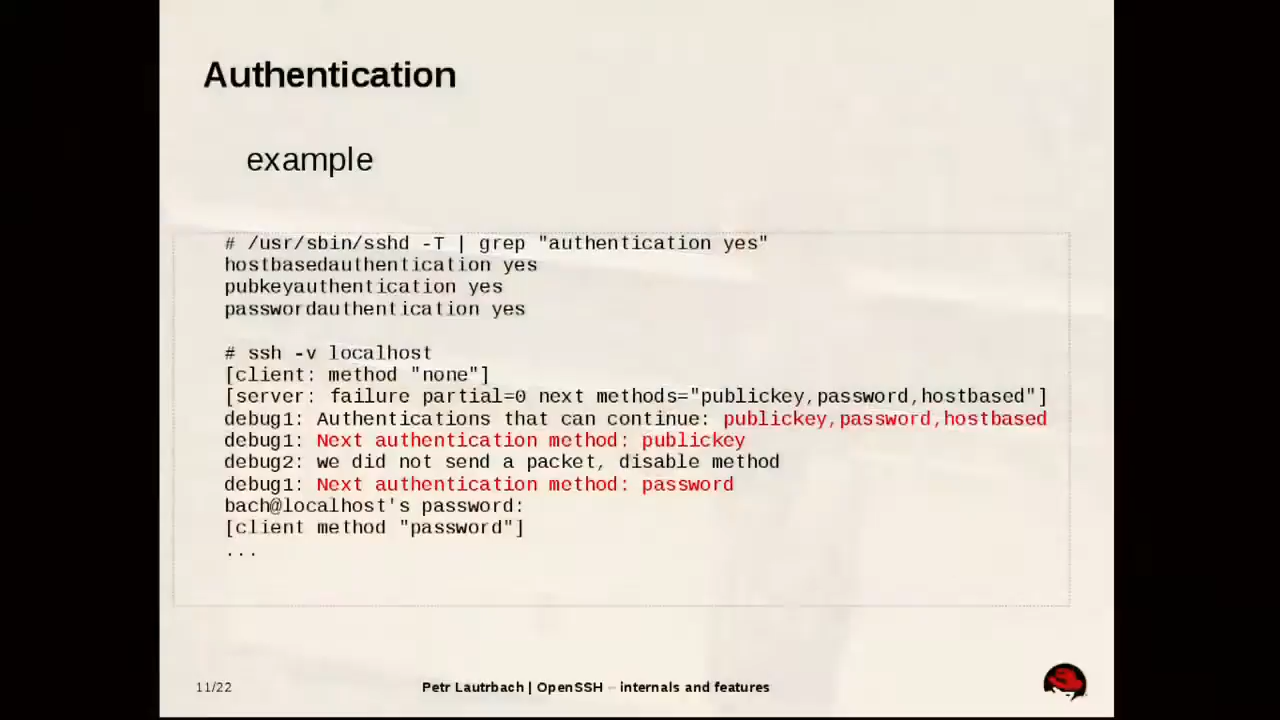 Authentication
example
# /usr/sbin/sshd -T | grep "authentication yes"
hostbasedauthentication yes
pubkeyauthentication yes
passwordauthentication yes
# ssh -v localhost
[client: method "none"]
[server: failure partial=0 next methods="publickey,password,hostbased"]
debug1: Authentications that can continue: publickey,password,hostbased
debug1: Next authentication method: publickey
debug2: we did not send a packet, disable method
debug1: Next authentication method: password
bach@localhost's password:
[client method "password"]
...
11/22 Petr Lautrbach | OpenSSH – internals and features